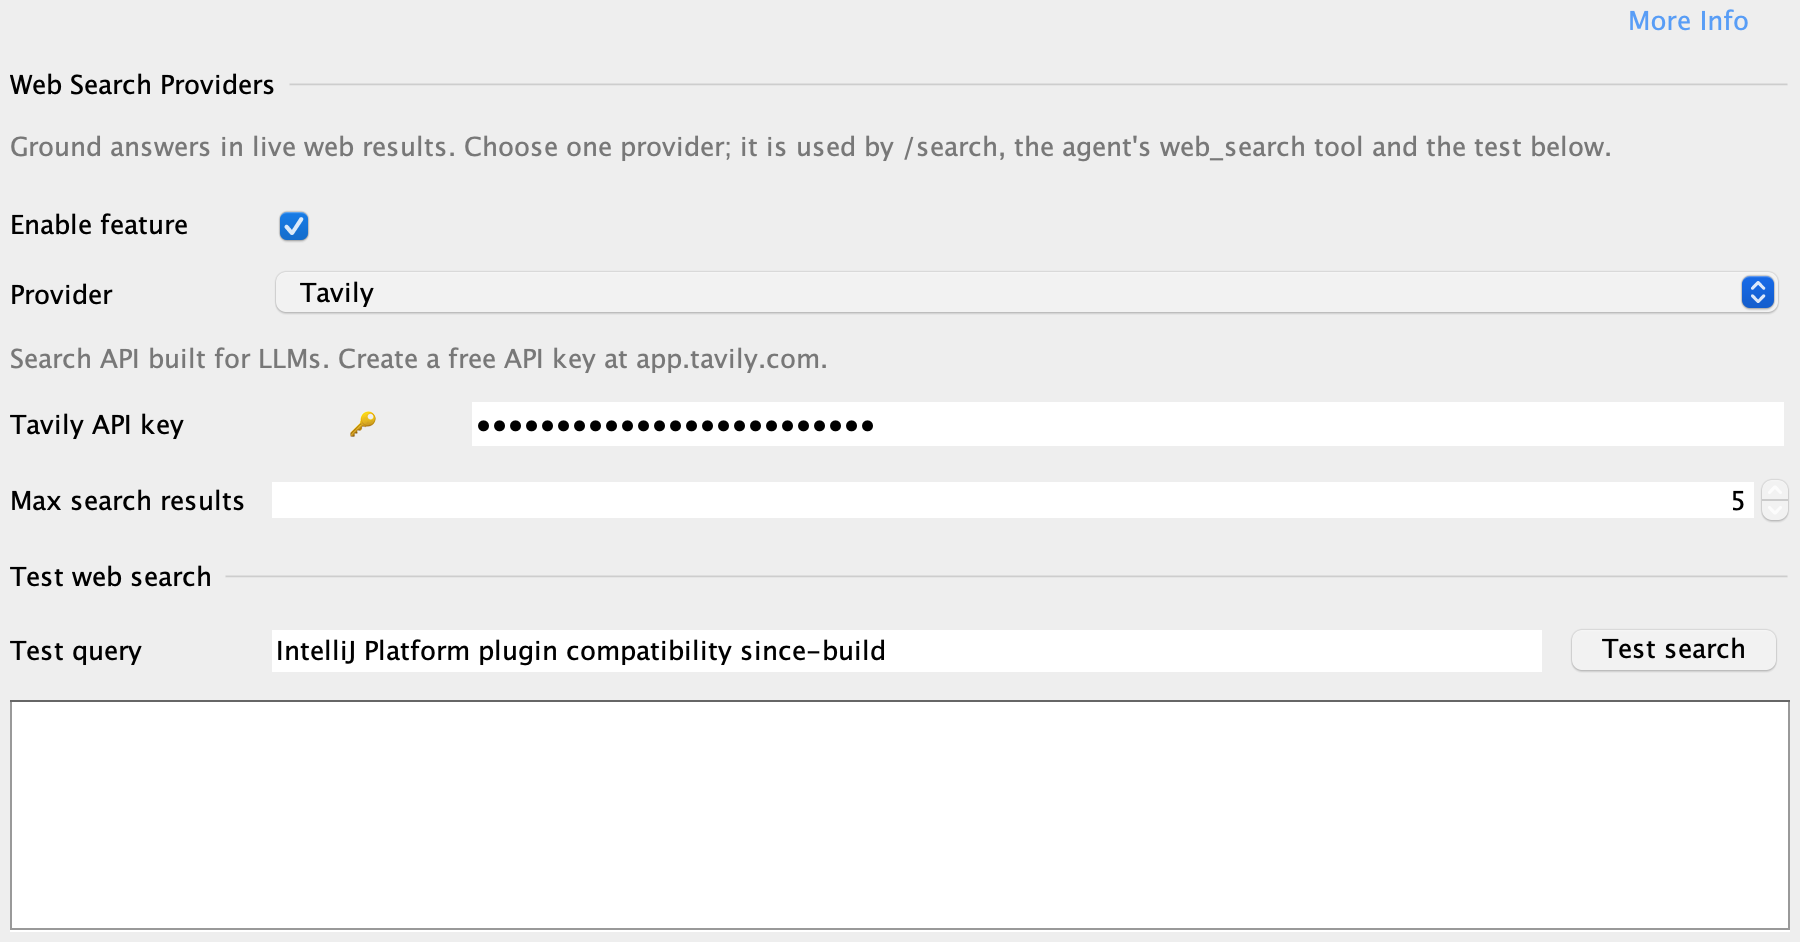 More Info
Web Search Providers
Ground answers in live web results. Choose one provider; it is used by /search, the agent's web_search tool and the test below.
Enable feature
Provider
Tavily
Search API built for LLMs. Create a free API key at app.tavily.com.
Tavily API key
•••••••••••••••••••••••••
Max search results
5
Test web search
Test query
IntelliJ Platform plugin compatibility since-build
Test search